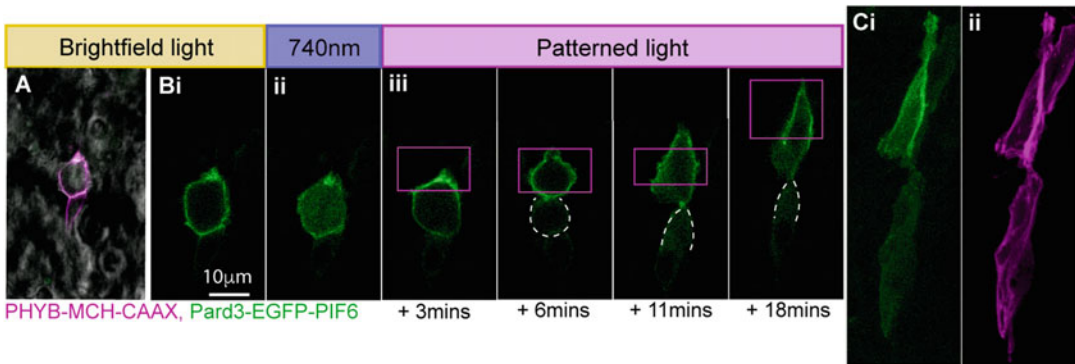 Brightfield light 740nm Patterned light
A Bi ii iii Ci ii
10μm
PHYB-MCH-CAAX, Pard3-EGFP-PIF6 + 3mins + 6mins + 11mins + 18mins